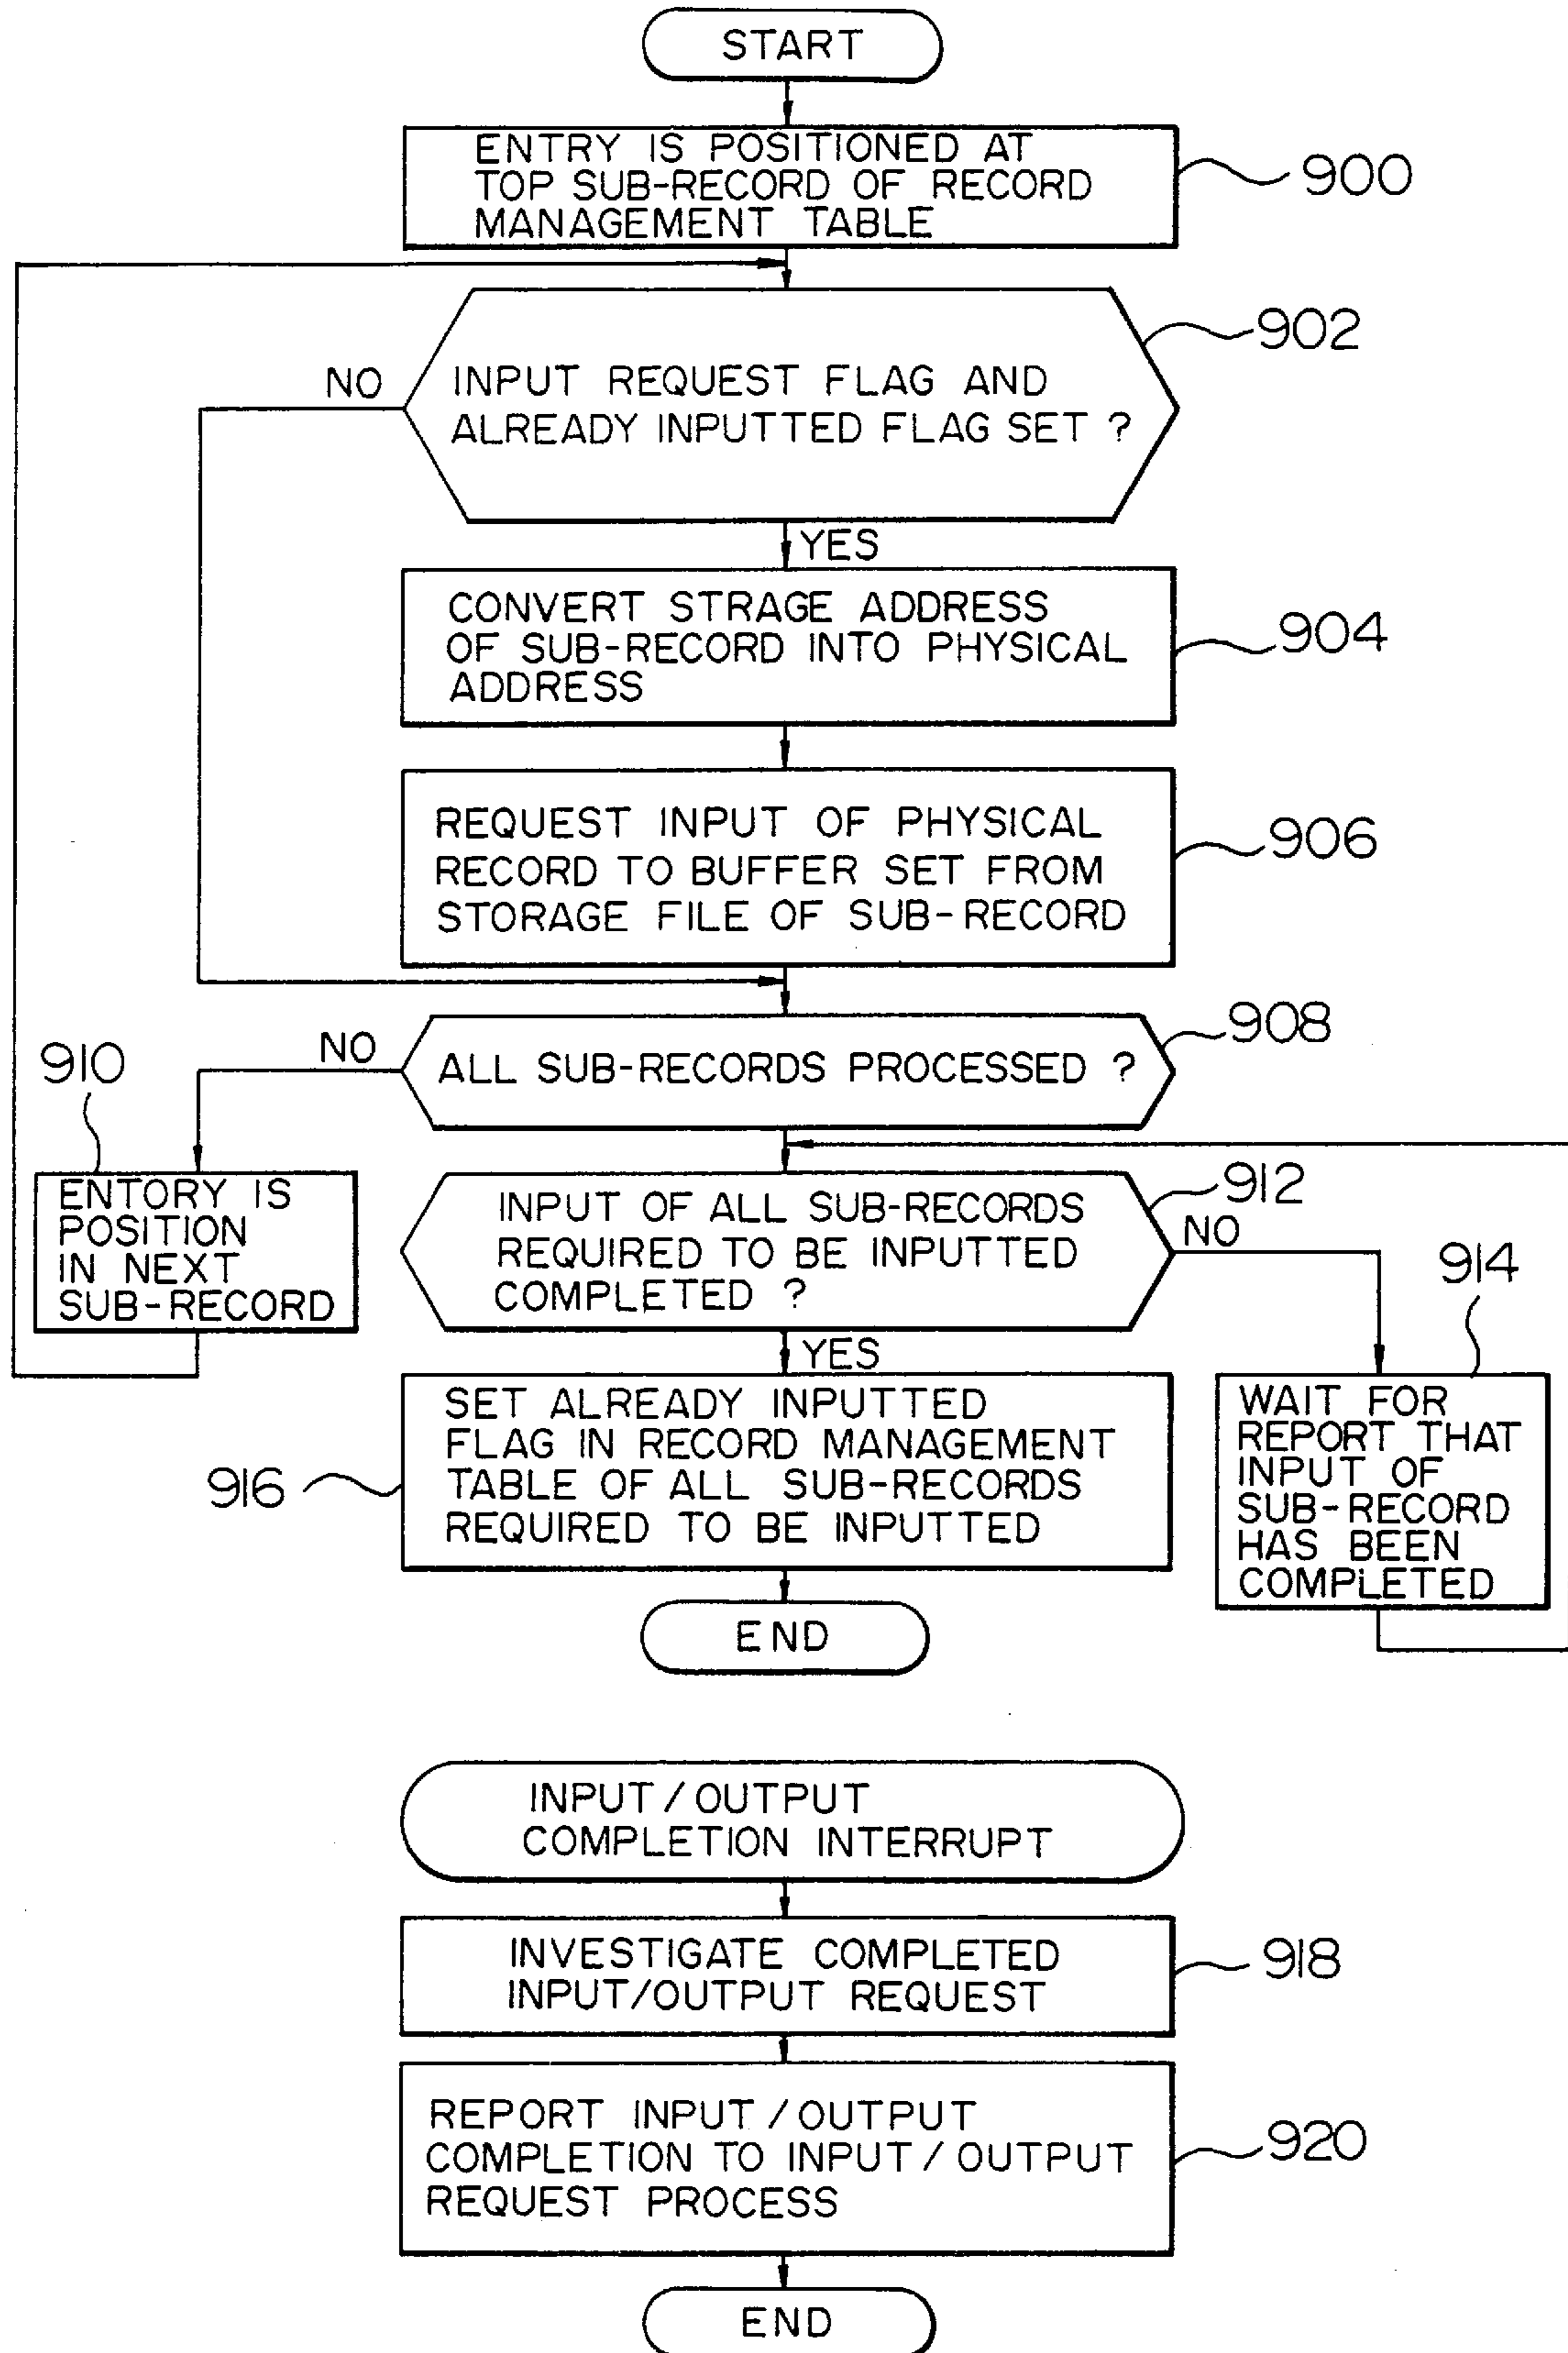 START
ENTRY IS POSITIONED AT
TOP SUB-RECORD OF RECORD
MANAGEMENT TABLE
900
902
NO
INPUT REQUEST FLAG AND
ALREADY INPUTTED FLAG SET ?
YES
CONVERT STRAGE ADDRESS
OF SUB-RECORD INTO PHYSICAL
ADDRESS
904
REQUEST INPUT OF PHYSICAL
RECORD TO BUFFER SET FROM
STORAGE FILE OF SUB-RECORD
906
908
NO
ALL SUB-RECORDS PROCESSED ?
910
ENTORY IS
POSITION
IN NEXT
SUB-RECORD
912
INPUT OF ALL SUB-RECORDS
REQUIRED TO BE INPUTTED
COMPLETED ?
NO
914
YES
SET ALREADY INPUTTED
FLAG IN RECORD MANAGEMENT
TABLE OF ALL SUB-RECORDS
REQUIRED TO BE INPUTTED
916
WAIT FOR
REPORT THAT
INPUT OF
SUB-RECORD
HAS BEEN
COMPLETED
END
INPUT/OUTPUT
COMPLETION INTERRUPT
INVESTIGATE COMPLETED
INPUT/OUTPUT REQUEST
918
REPORT INPUT/OUTPUT
COMPLETION TO INPUT/OUTPUT
REQUEST PROCESS
920
END